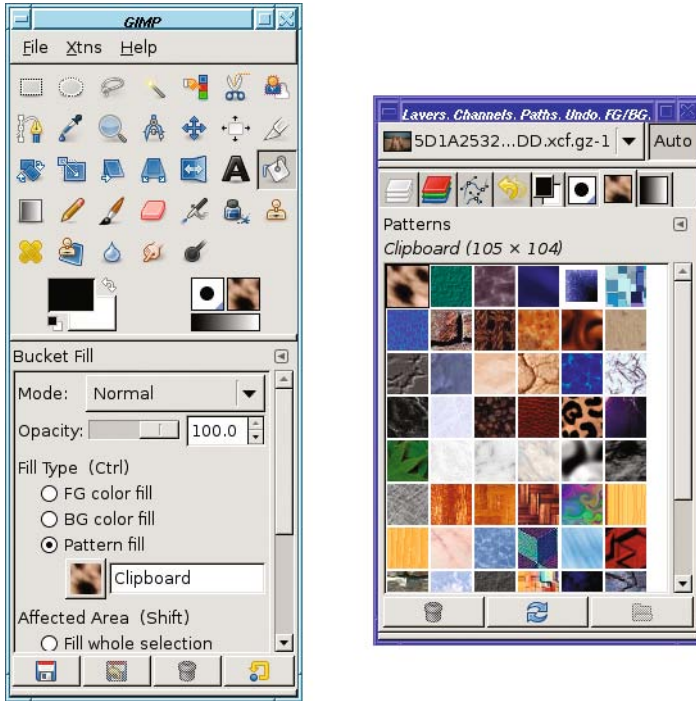 GIMP
File Xtns Help
Bucket Fill
Mode: Normal
Opacity: 100.0
Fill Type (Ctrl)
FG color fill
BG color fill
Pattern fill
Clipboard
Affected Area (Shift)
Fill whole selection
Layers, Channels, Paths, Undo, FG/BG,
5D1A2532...DD.xcf.gz-1 Auto
Patterns
Clipboard (105 × 104)